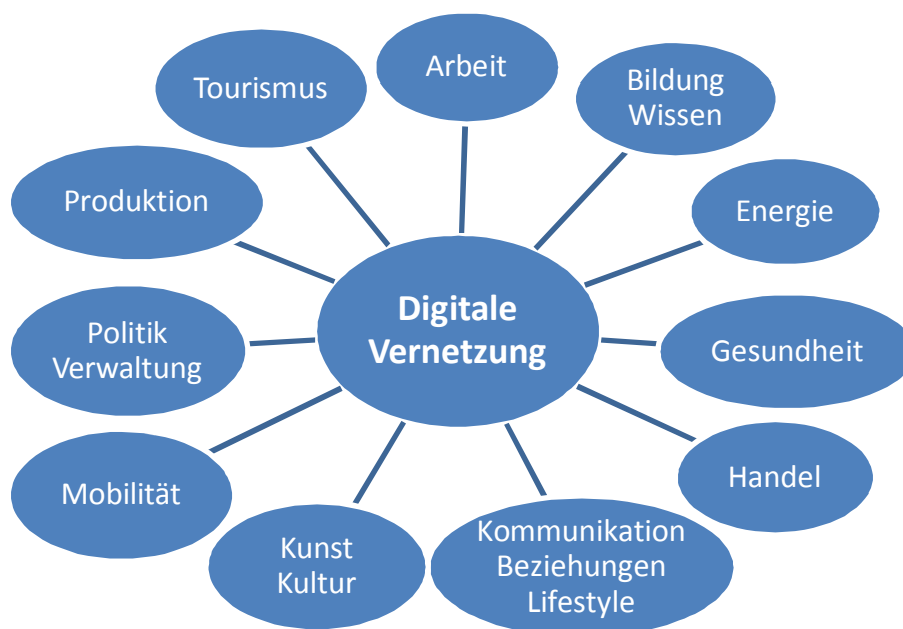 Arbeit
Tourismus
Bildung
Wissen
Produktion
Energie
Digitale
Vernetzung
Politik
Verwaltung
Gesundheit
Mobilität
Handel
Kunst
Kultur
Kommunikation
Beziehungen
Lifestyle